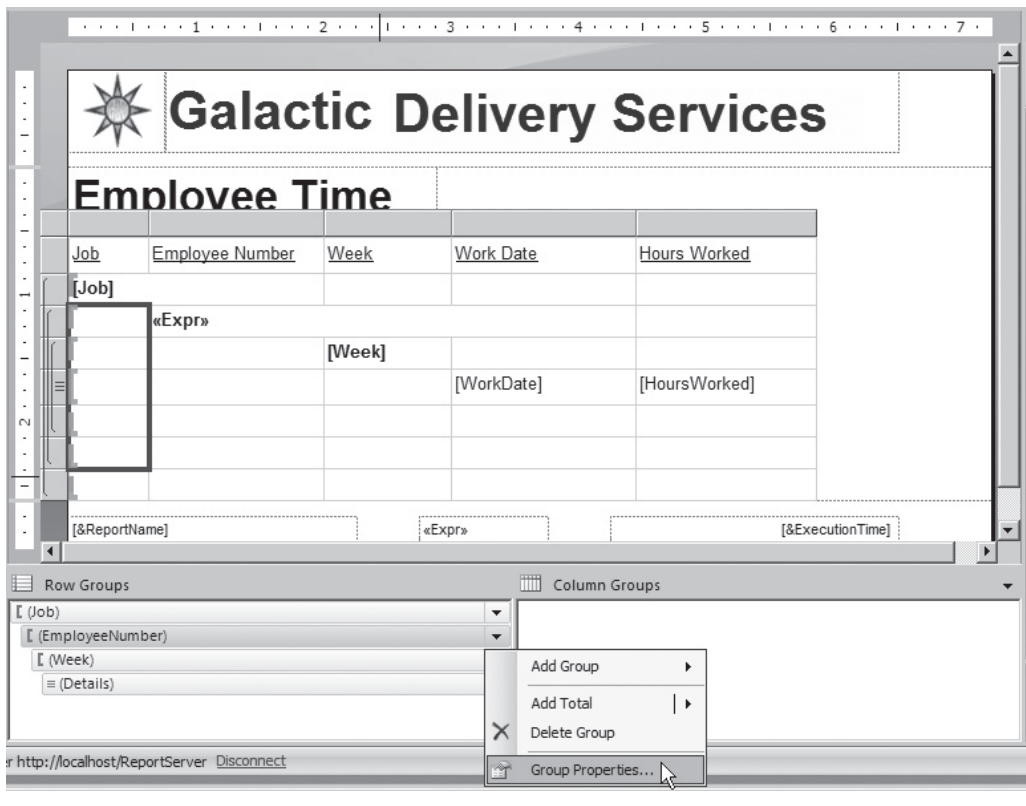 1 2 3 4 5 6 7
Galactic Delivery Services
Employee Time
Job Employee Number Week Work Date Hours Worked
[Job]
«Expr»
[Week]
[WorkDate] [HoursWorked]
1
2
[&ReportName] «Expr» [&ExecutionTime]
Row Groups Column Groups
(Job)
(EmployeeNumber)
(Week)
(Details)
Add Group
Add Total
Delete Group
Group Properties...
r http://localhost/ReportServer Disconnect